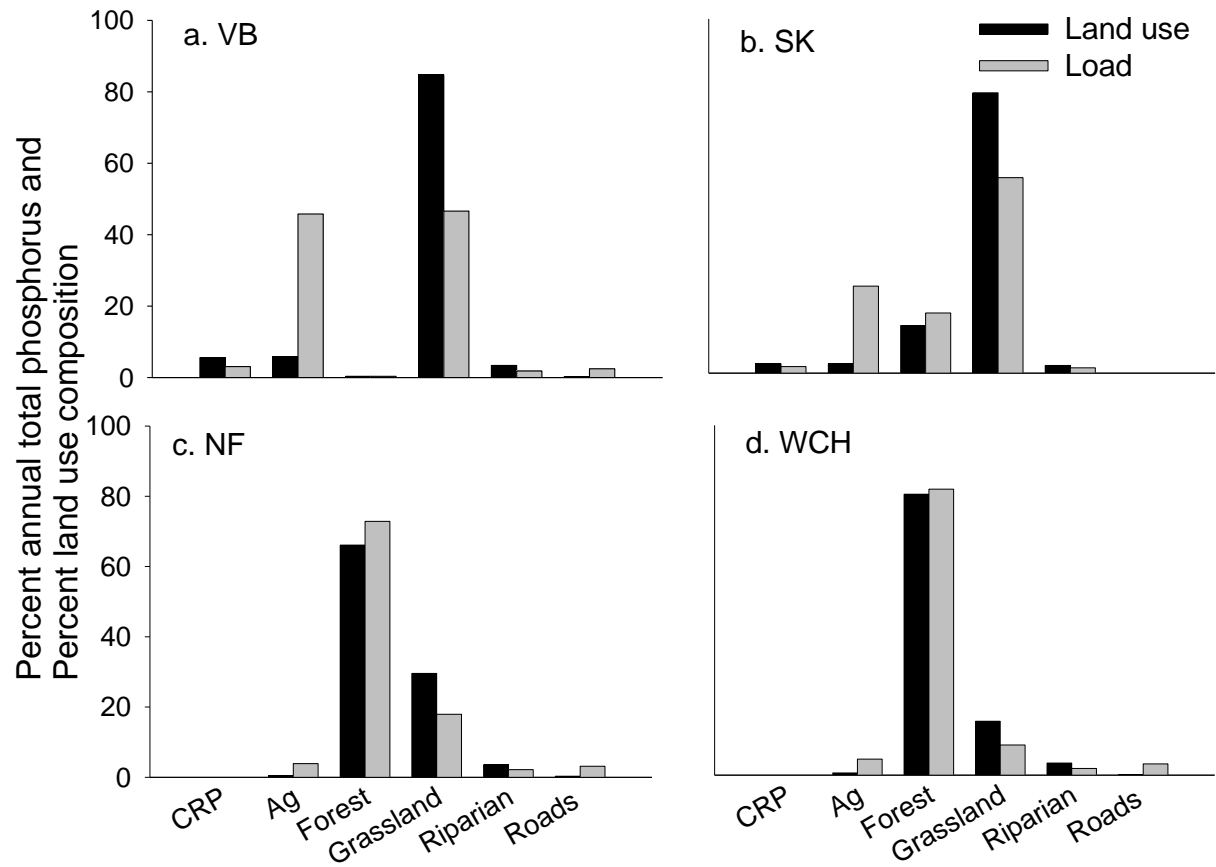 Percent annual total phosphorus and
Percent land use composition
a. VB
100
80
60
40
20
0
b. SK
Land use
Load
c. NF
100
80
60
40
20
0
CRP
Ag
Forest
Grassland
Riparian
Roads
d. WCH
CRP
Ag
Forest
Grassland
Riparian
Roads